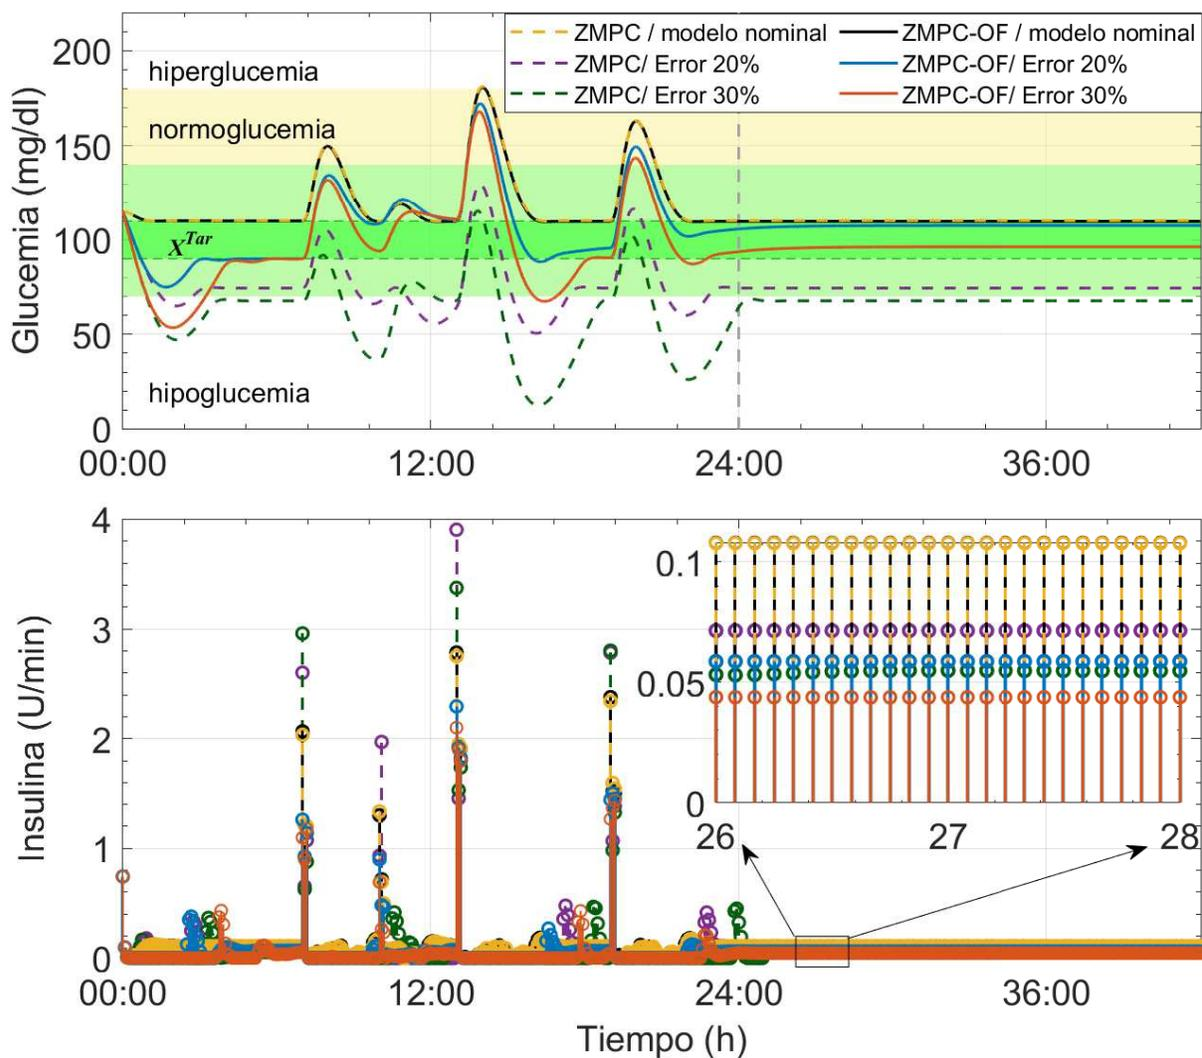 ZMPC / modelo nominal
ZMPC-OF / modelo nominal
ZMPC/ Error 20%
ZMPC-OF/ Error 20%
ZMPC/ Error 30%
ZMPC-OF/ Error 30%
Glucemia (mg/dl)
200
150
100
50
0
hiperglucemia
normoglucemia
X^Tar
hipoglucemia
00:00
12:00
24:00
36:00
Insulina (U/min)
4
3
2
1
0
0.1
0.05
0
26
27
28
00:00
12:00
24:00
36:00
Tiempo (h)